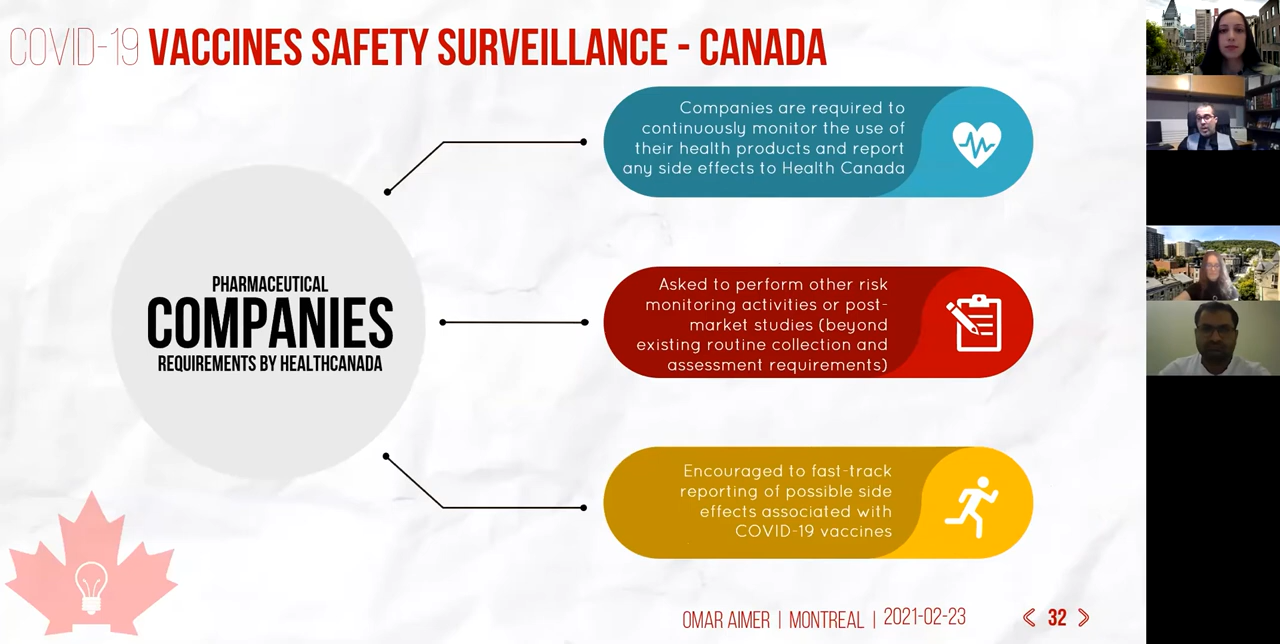 COVID-19 VACCINES SAFETY SURVEILLANCE - CANADA
PHARMACEUTICAL
COMPANIES
REQUIREMENTS BY HEALTHCANADA
Companies are required to
continuously monitor the use of
their health products and report
any side effects to Health Canada
Asked to perform other risk
monitoring activities or post-
market studies (beyond
existing routine collection and
assessment requirements)
Encouraged to fast-track
reporting of possible side
effects associated with
COVID-19 vaccines
OMAR AIMER | MONTREAL | 2021-02-23
32